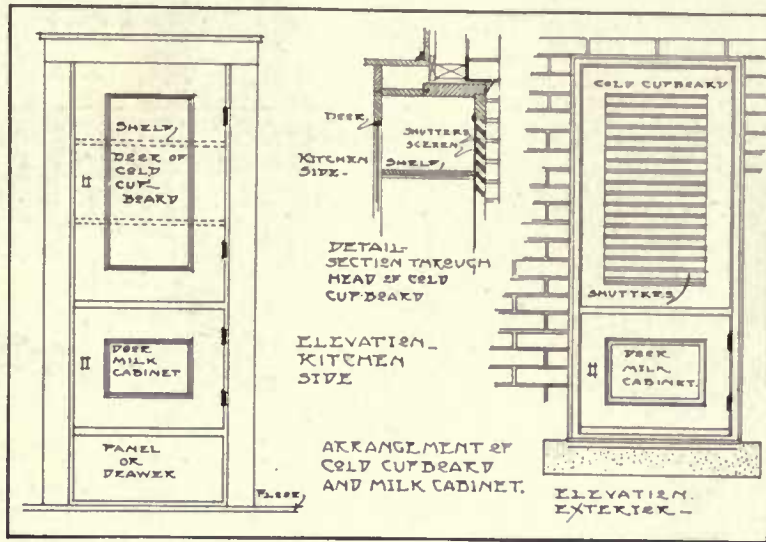 SHELF
DOOR OF
COLD
CUP-
BOARD
DOOR
MILK
CABINET
PANEL
OR
DRAWER
FLOOR
DOOR
KITCHEN
SIDE-
SHUTTERS
SCREEN
SHELF
DETAIL-
SECTION THROUGH
HEAD OF COLD
CUP-BOARD
ELEVATION-
KITCHEN
SIDE
ARRANGEMENT OF
COLD CUPBOARD
AND MILK CABINET.
COLD CUPBOARD
SHUTTERS
DOOR
MILK
CABINET.
ELEVATION.
EXTERIOR-